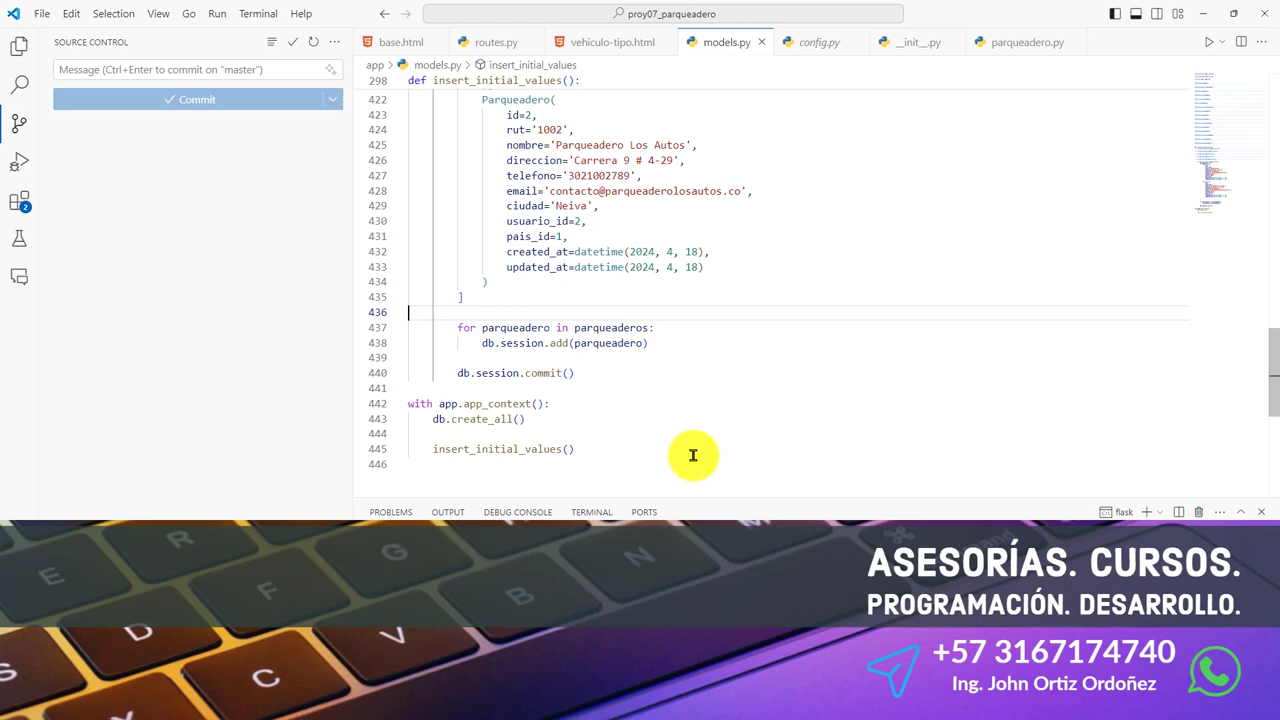 File Edit Selection View Go Run Terminal Help
proy07_parqueadero
SOURCE CONTROL
base.html
routes.py
vehiculo-tipo.html
models.py
config.py
__init__.py
parqueadero.py
app > models.py > insert_initial_values
Message (Ctrl+Enter to commit on "master")
Commit
298 def insert_initial_values():
422 Parqueadero(
423 id=2,
424 nit='1002',
425 nombre='Parqueadero Los Autos',
426 direccion='Carrera 9 # 4-29',
427 telefono='3021002789',
428 email='contacto@parqueaderolosautos.co',
429 ciudad='Neiva',
430 usuario_id=2,
431 pais_id=1,
432 created_at=datetime(2024, 4, 18),
433 updated_at=datetime(2024, 4, 18)
434 )
435 ]
436
437 for parqueadero in parqueaderos:
438 db.session.add(parqueadero)
439
440 db.session.commit()
441
442 with app.app_context():
443 db.create_all()
444
445 insert_initial_values()
446
2
PROBLEMS OUTPUT DEBUG CONSOLE TERMINAL PORTS
flask
ASESORÍAS. CURSOS.
PROGRAMACIÓN. DESARROLLO.
+57 3167174740
Ing. John Ortiz Ordoñez